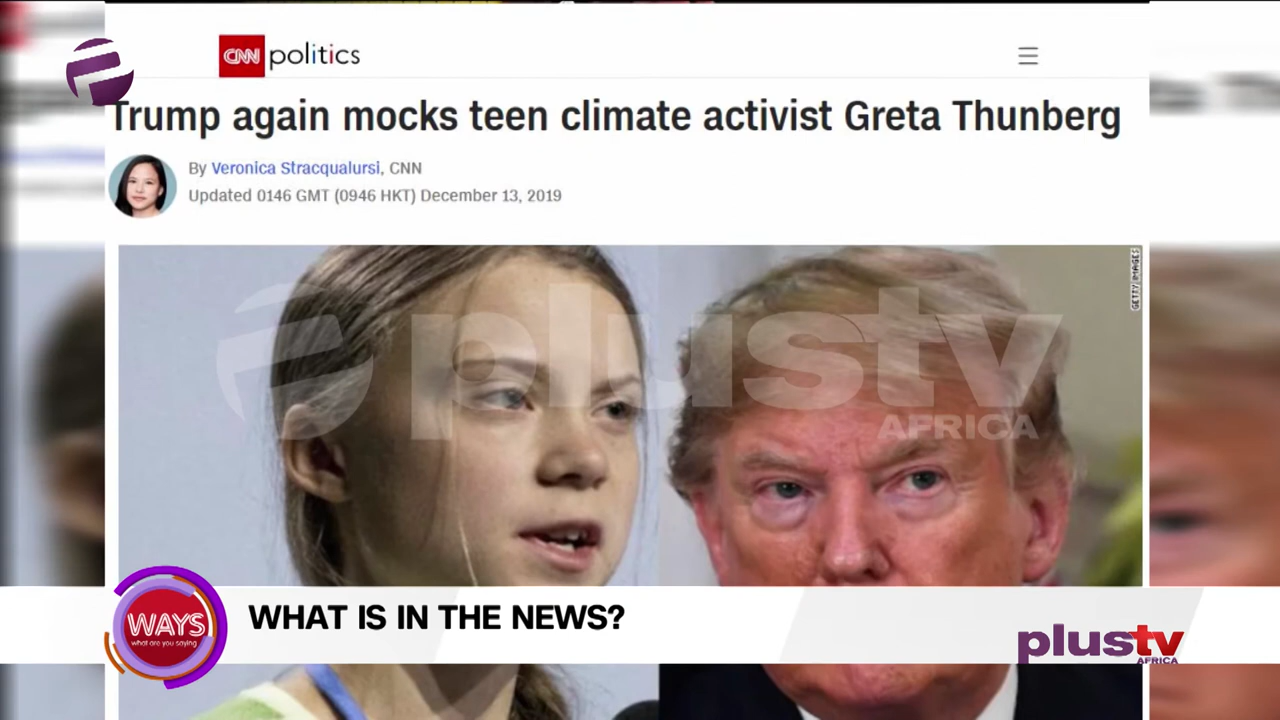 CNN politics
Trump again mocks teen climate activist Greta Thunberg
By Veronica Stracqualursi, CNN
Updated 0146 GMT (0946 HKT) December 13, 2019
GETTY IMAGES
plustv
AFRICA
WAYS
what are you saying
WHAT IS IN THE NEWS?
plustv
AFRICA